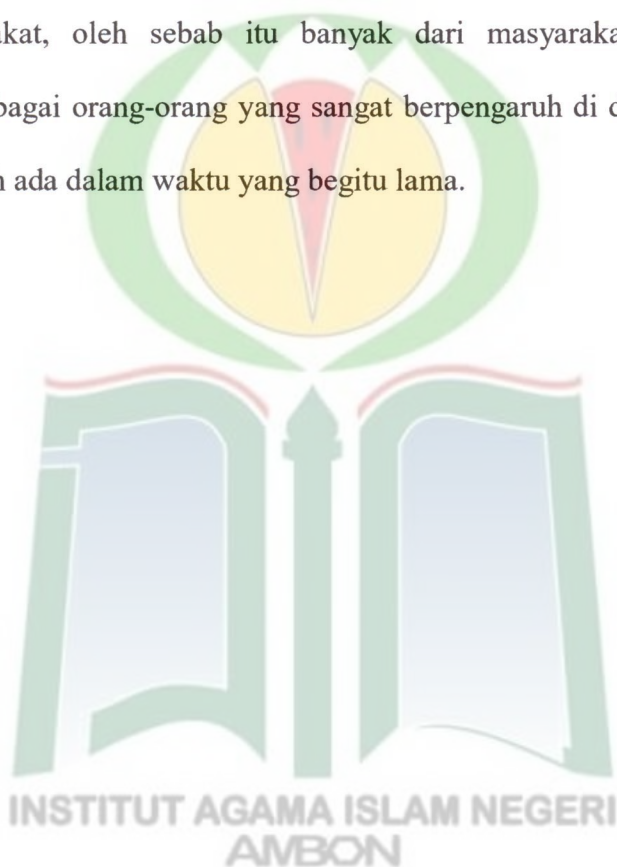 akat, oleh sebab itu banyak dari masyaraka
bagai orang-orang yang sangat berpengaruh di d
n ada dalam waktu yang begitu lama.
INSTITUT AGAMA ISLAM NEGERI
AMBON